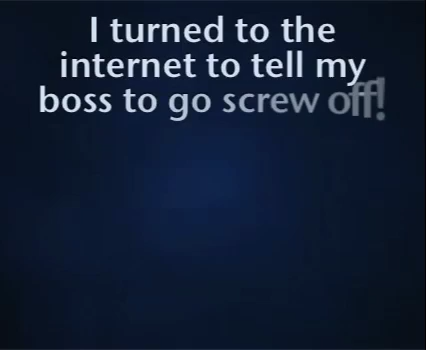 I turned to the
internet to tell my
boss to go screw off!